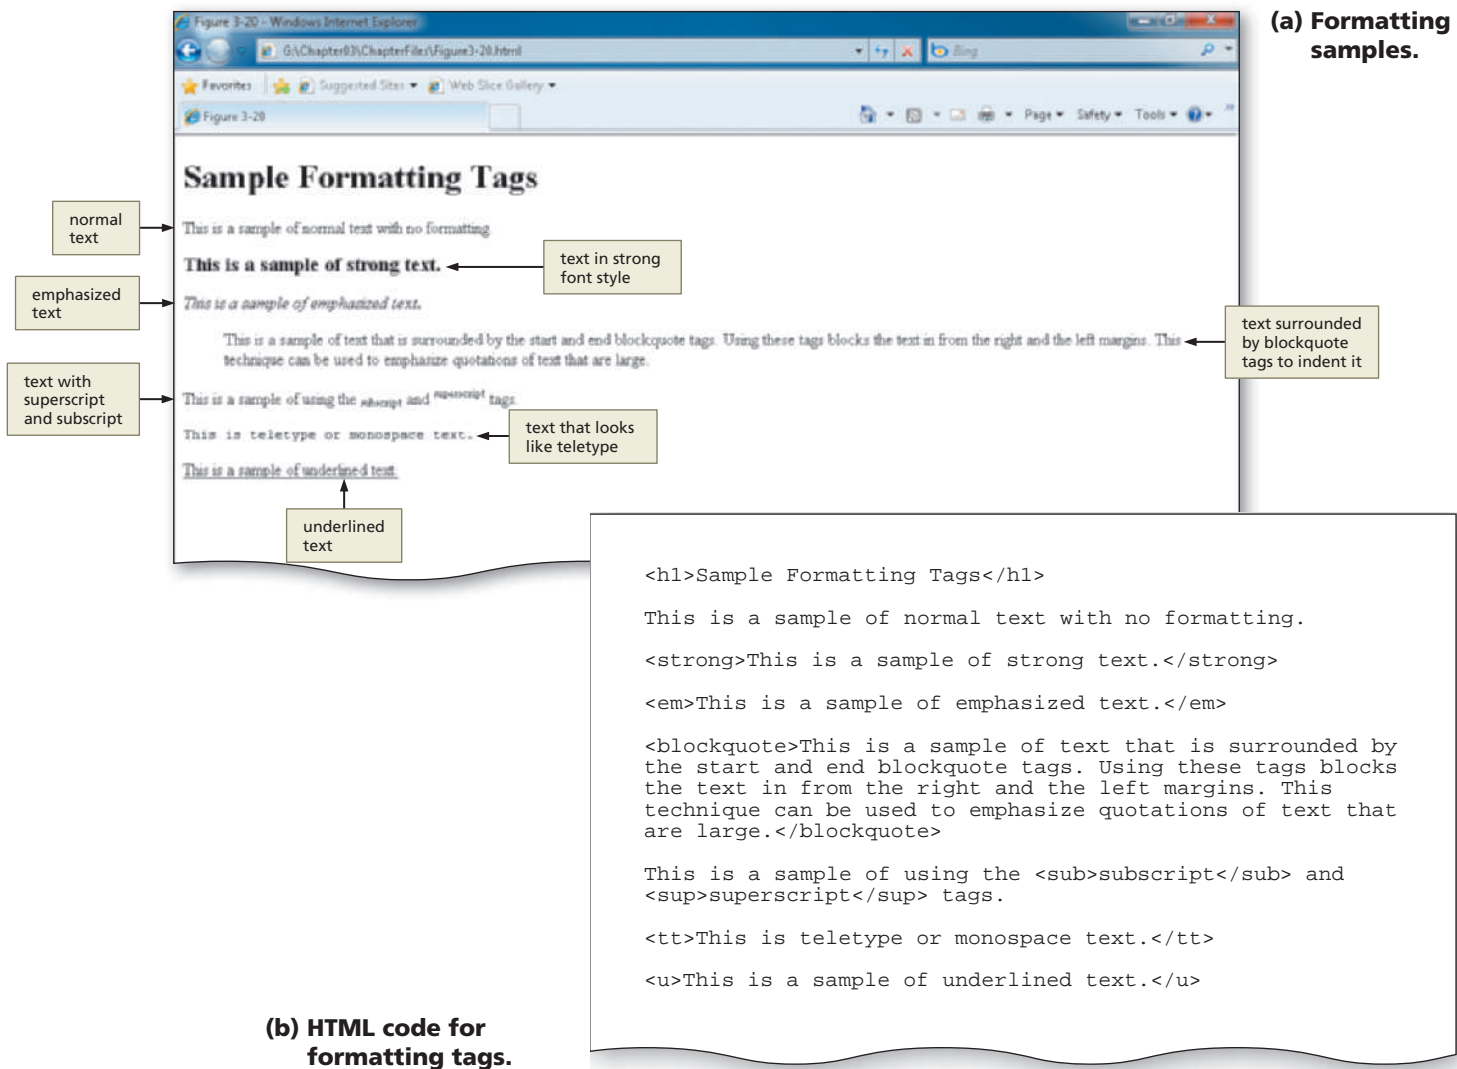 Figure 3-20 - Windows Internet Explorer
G:\Chapter03\ChapterFiles\Figure3-20.html
Bing
Favorites
Suggested Sites
Web Slice Gallery
Figure 3-20
Page
Safety
Tools
(a) Formatting
samples.
Sample Formatting Tags
normal
text
This is a sample of normal text with no formatting.
This is a sample of strong text.
text in strong
font style
emphasized
text
This is a sample of emphasized text.
This is a sample of text that is surrounded by the start and end blockquote tags. Using these tags blocks the text in from the right and the left margins. This
technique can be used to emphasize quotations of text that are large.
text surrounded
by blockquote
tags to indent it
text with
superscript
and subscript
This is a sample of using the subscript and superscript tags.
This is teletype or monospace text.
text that looks
like teletype
This is a sample of underlined text.
underlined
text
<h1>Sample Formatting Tags</h1>
This is a sample of normal text with no formatting.
<strong>This is a sample of strong text.</strong>
<em>This is a sample of emphasized text.</em>
<blockquote>This is a sample of text that is surrounded by
the start and end blockquote tags. Using these tags blocks
the text in from the right and the left margins. This
technique can be used to emphasize quotations of text that
are large.</blockquote>
This is a sample of using the <sub>subscript</sub> and
<sup>superscript</sup> tags.
<tt>This is teletype or monospace text.</tt>
<u>This is a sample of underlined text.</u>
(b) HTML code for
formatting tags.